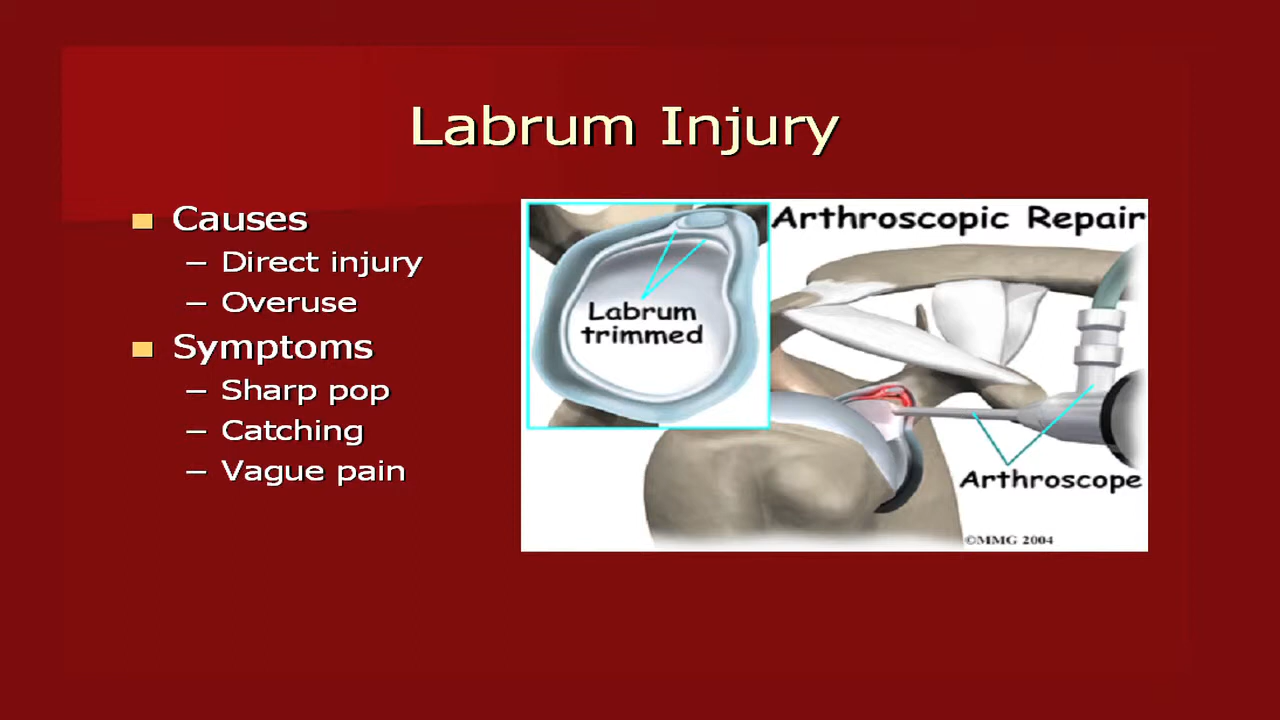 Labrum Injury
Causes
– Direct injury
– Overuse
Symptoms
– Sharp pop
– Catching
– Vague pain
Arthroscopic Repair
Labrum
trimmed
Arthroscope
©MMG 2004